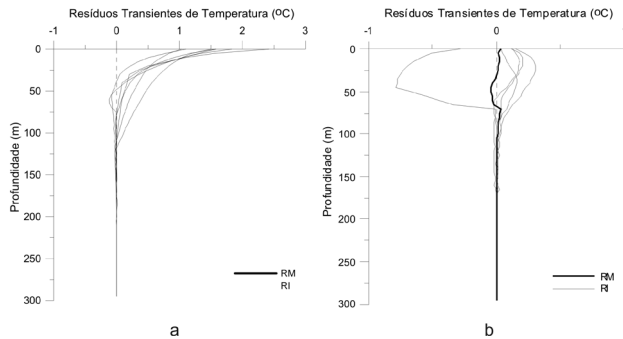 Resíduos Transientes de Temperatura (ºC)
-1 0 1 2 3
0
50
100
150
200
250
300
Profundidade (m)
RM
RI
a
Resíduos Transientes de Temperatura (ºC)
-1 0
0
50
100
150
200
250
300
Profundidade (m)
RM
RI
b